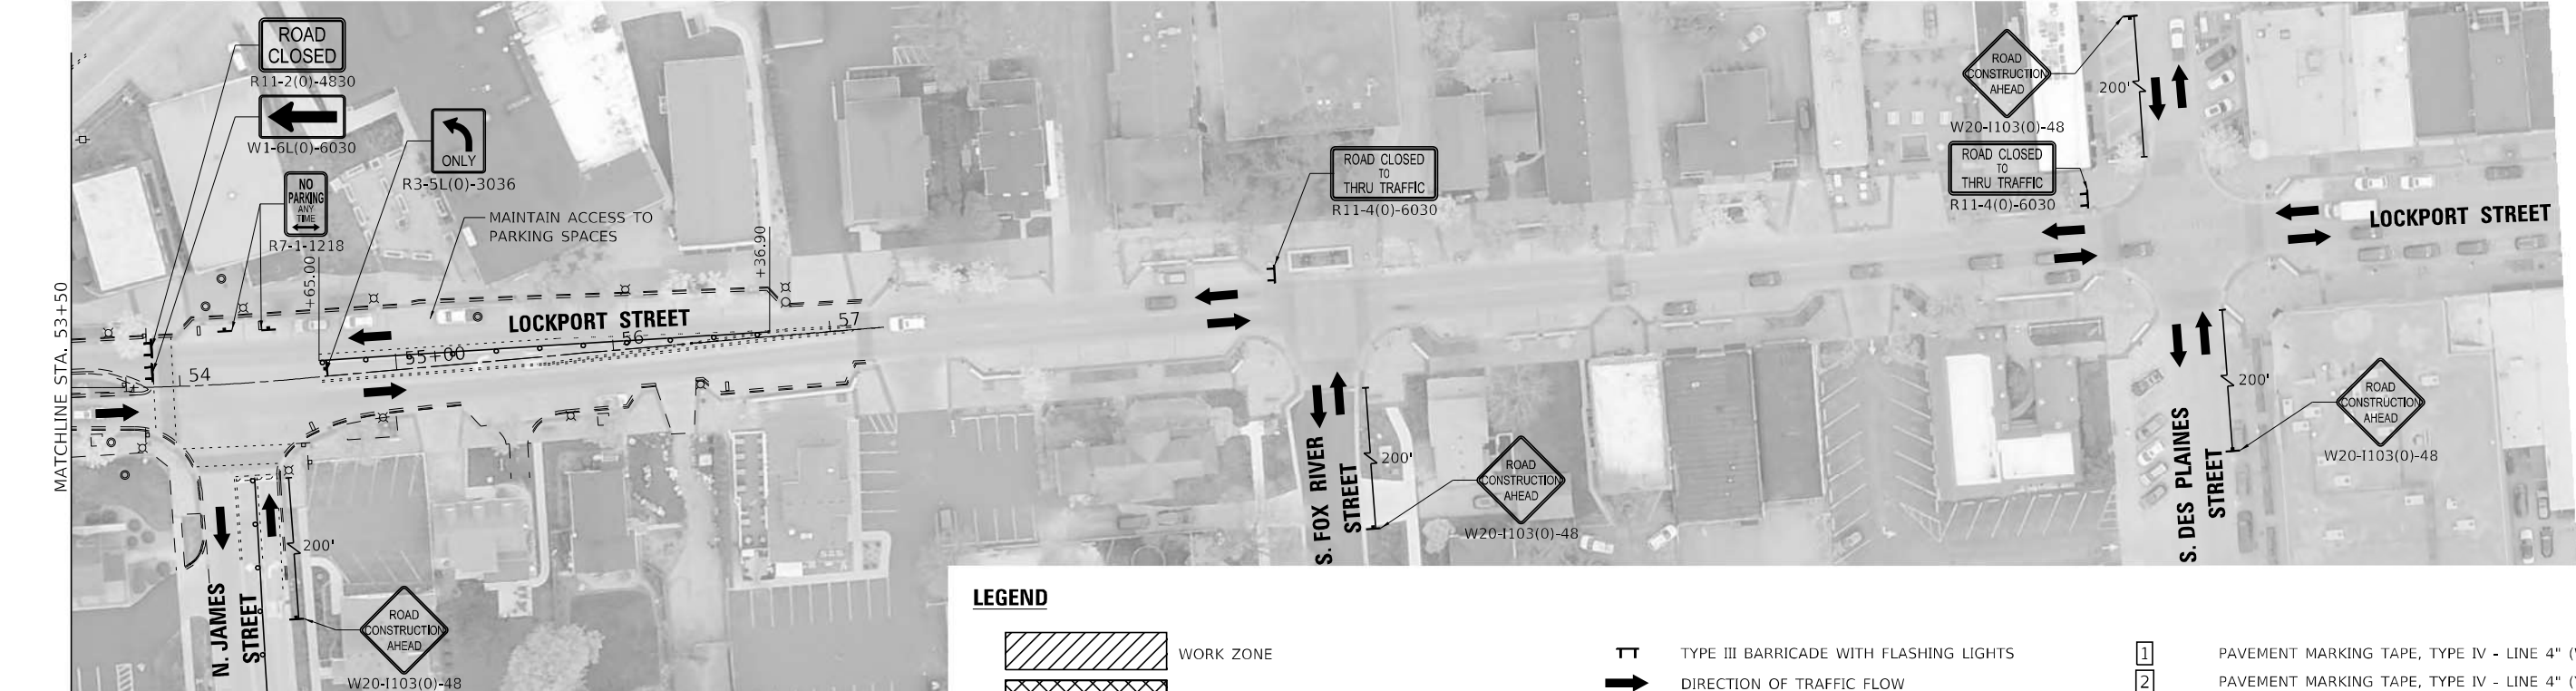 ROAD
CLOSED
R11-2(0)-4830
W1-6L(0)-6030
ONLY
R3-5L(0)-3036
NO
PARKING
ANY
TIME
R7-1-1218
MAINTAIN ACCESS TO
PARKING SPACES
+65.00
+36.90
MATCHLINE STA. 53+50
LOCKPORT STREET
54
55+00
56
57
N. JAMES
STREET
200'
ROAD
CONSTRUCTION
AHEAD
W20-I103(0)-48
ROAD CLOSED
TO
THRU TRAFFIC
R11-4(0)-6030
S. FOX RIVER
STREET
200'
ROAD
CONSTRUCTION
AHEAD
W20-I103(0)-48
ROAD
CONSTRUCTION
AHEAD
W20-I103(0)-48
200'
ROAD CLOSED
TO
THRU TRAFFIC
R11-4(0)-6030
LOCKPORT STREET
S. DES PLAINES
STREET
200'
ROAD
CONSTRUCTION
AHEAD
W20-I103(0)-48
LEGEND
WORK ZONE
TYPE III BARRICADE WITH FLASHING LIGHTS
DIRECTION OF TRAFFIC FLOW
1 PAVEMENT MARKING TAPE, TYPE IV - LINE 4"
2 PAVEMENT MARKING TAPE, TYPE IV - LINE 4"